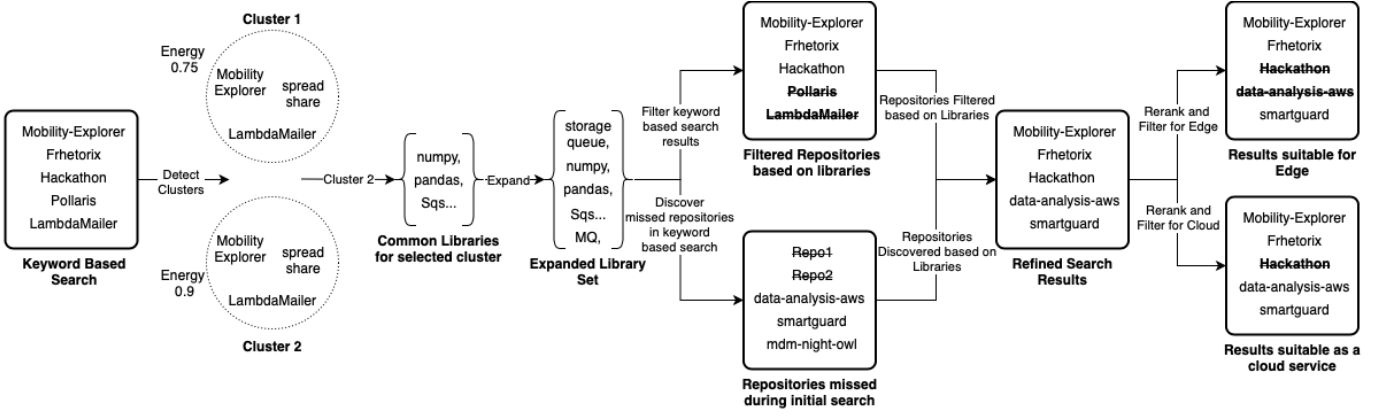 Mobility-Explorer
Frhetorix
Hackathon
Pollaris
LambdaMailer
Keyword Based
Search
Detect
Clusters
Cluster 1
Energy
0.75
Mobility
Explorer
spread
share
LambdaMailer
Energy
0.9
Mobility
Explorer
spread
share
LambdaMailer
Cluster 2
Cluster 2
numpy,
pandas,
Sqs...
Common Libraries
for selected cluster
Expand
storage
queue,
numpy,
pandas,
Sqs...
MQ,
Expanded Library
Set
Filter keyword
based search
results
Discover
missed repositories
in keyword
based search
Mobility-Explorer
Frhetorix
Hackathon
Pollaris
LambdaMailer
Filtered Repositories
based on libraries
Repo1
Repo2
data-analysis-aws
smartguard
mdm-night-owl
Repositories missed
during initial search
Repositories Filtered
based on Libraries
Repositories
Discovered based on
Libraries
Mobility-Explorer
Frhetorix
Hackathon
data-analysis-aws
smartguard
Refined Search
Results
Rerank and
Filter for Edge
Rerank and
Filter for Cloud
Mobility-Explorer
Frhetorix
Hackathon
data-analysis-aws
smartguard
Results suitable for
Edge
Mobility-Explorer
Frhetorix
Hackathon
data-analysis-aws
smartguard
Results suitable as a
cloud service